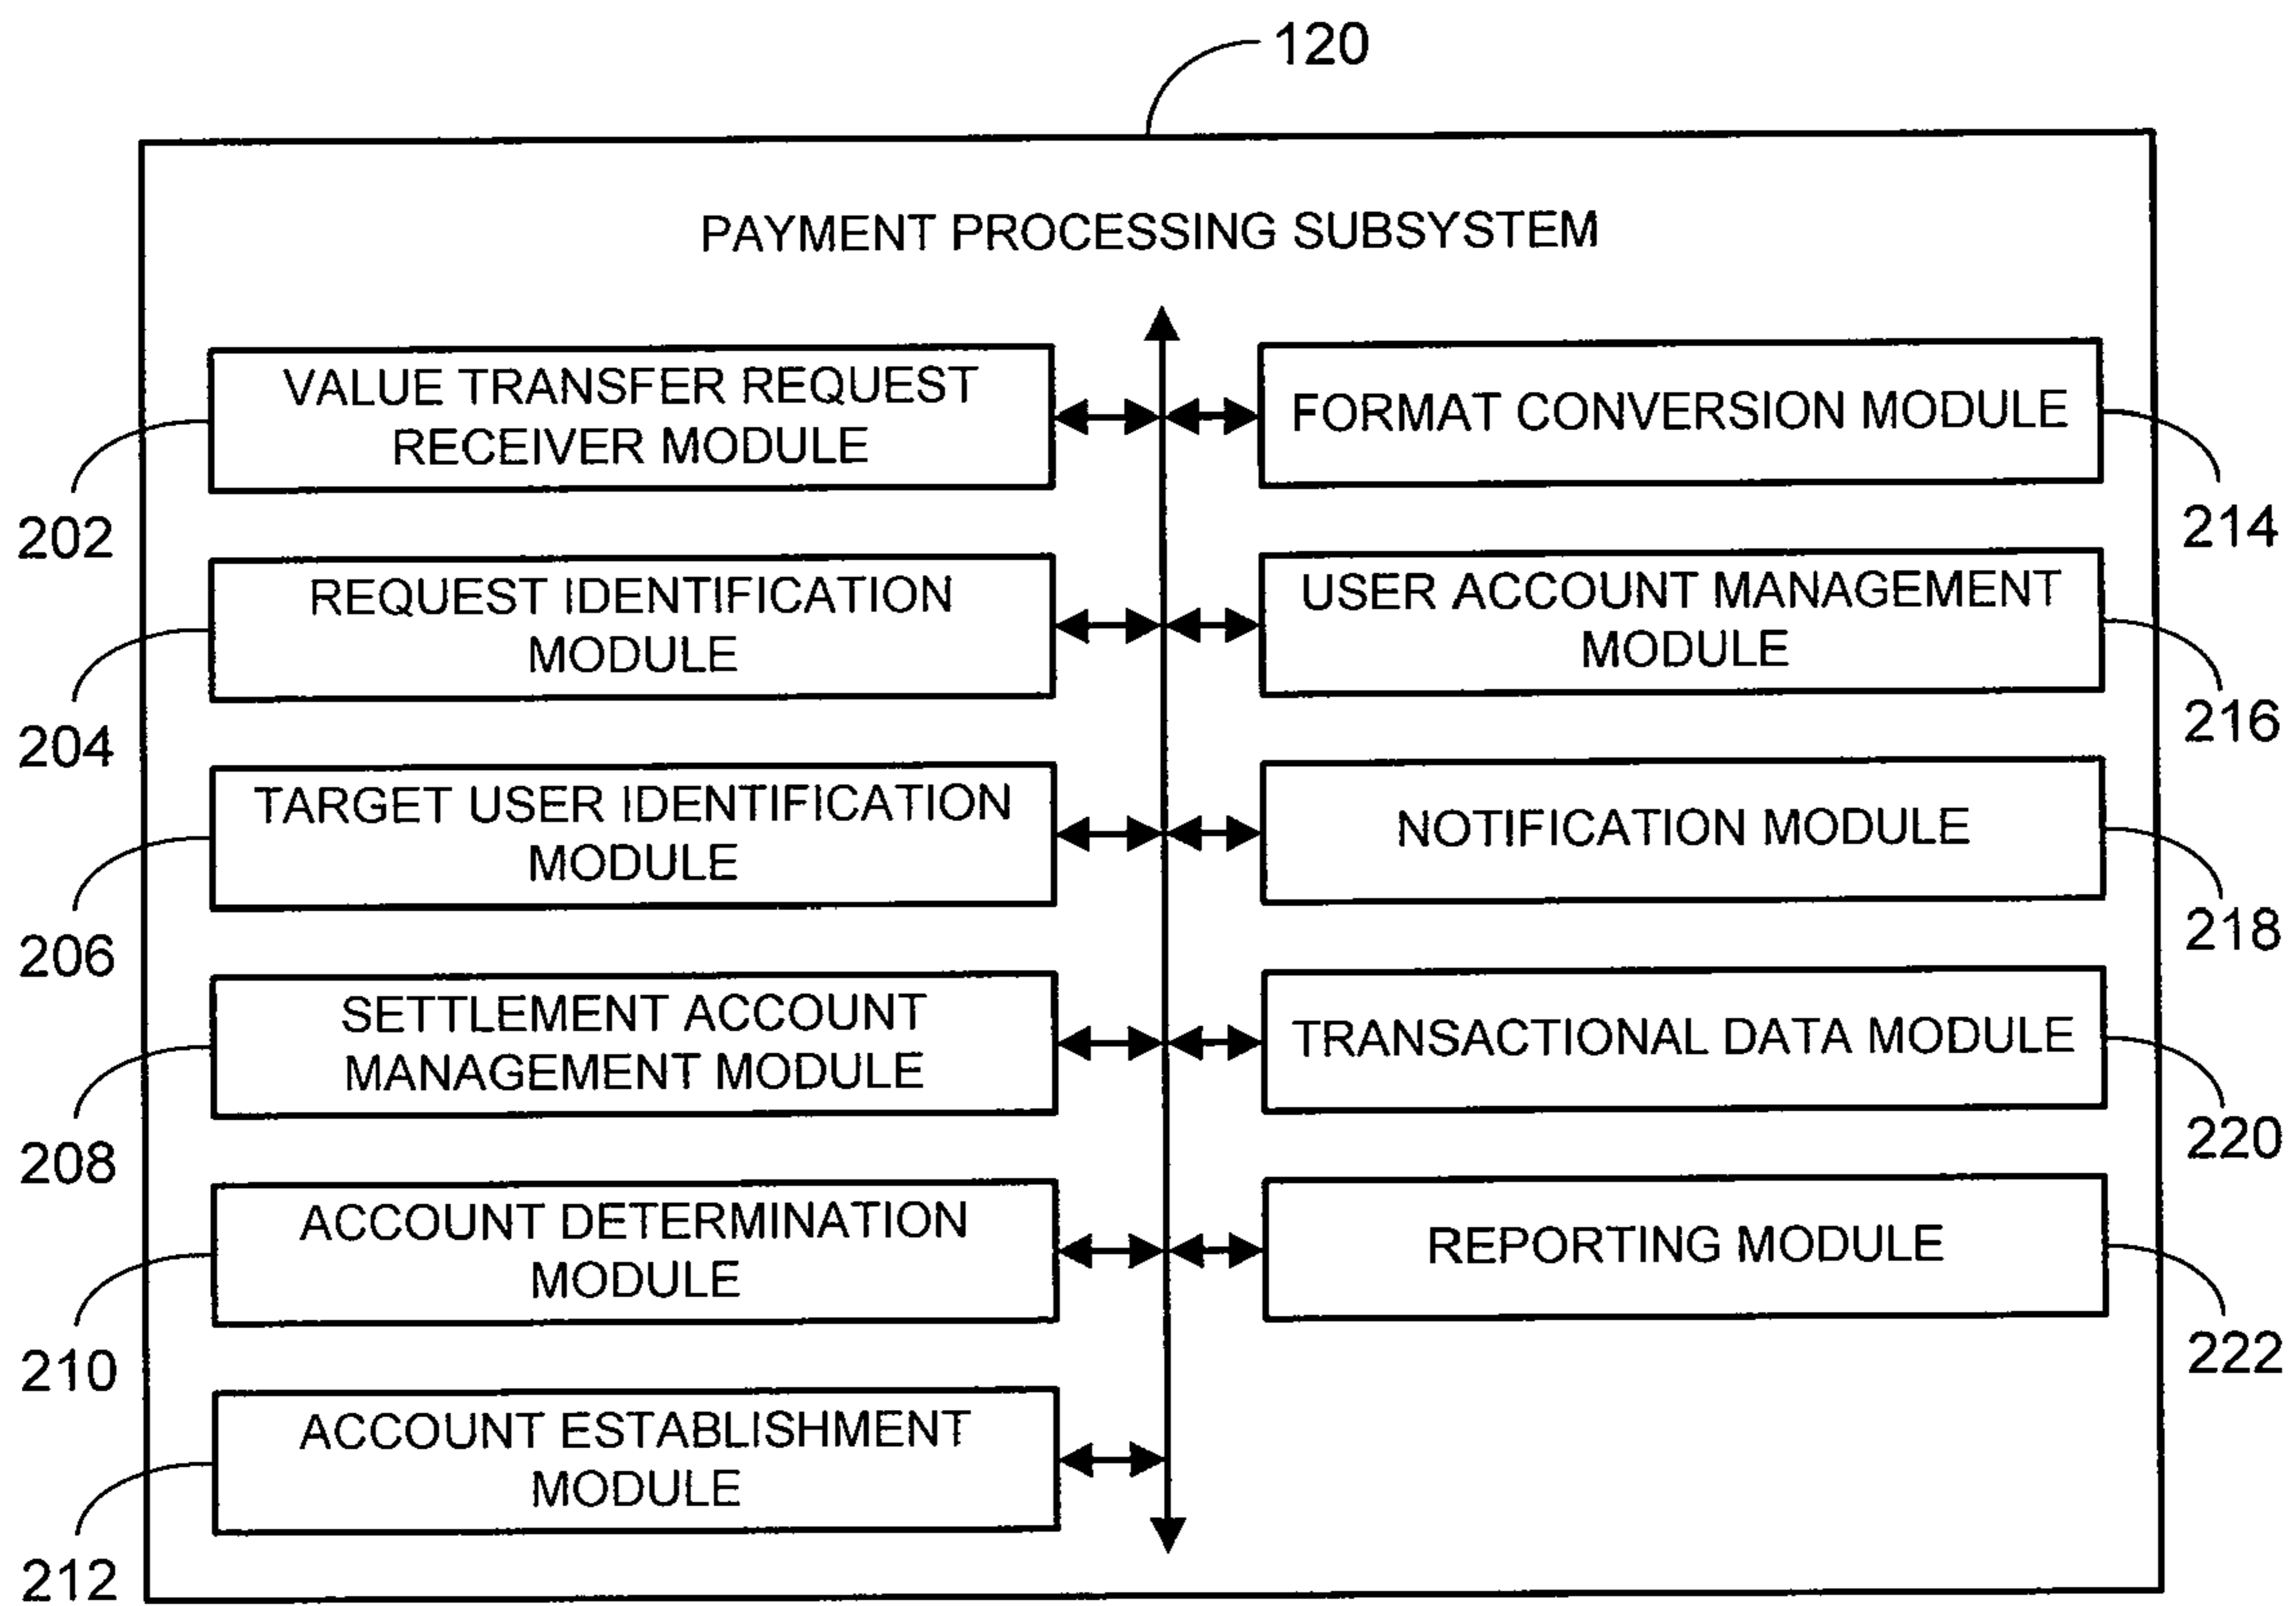 120
PAYMENT PROCESSING SUBSYSTEM
VALUE TRANSFER REQUEST
RECEIVER MODULE
202
REQUEST IDENTIFICATION
MODULE
204
TARGET USER IDENTIFICATION
MODULE
206
SETTLEMENT ACCOUNT
MANAGEMENT MODULE
208
ACCOUNT DETERMINATION
MODULE
210
ACCOUNT ESTABLISHMENT
MODULE
212
FORMAT CONVERSION MODULE
214
USER ACCOUNT MANAGEMENT
MODULE
216
NOTIFICATION MODULE
218
TRANSACTIONAL DATA MODULE
220
REPORTING MODULE
222